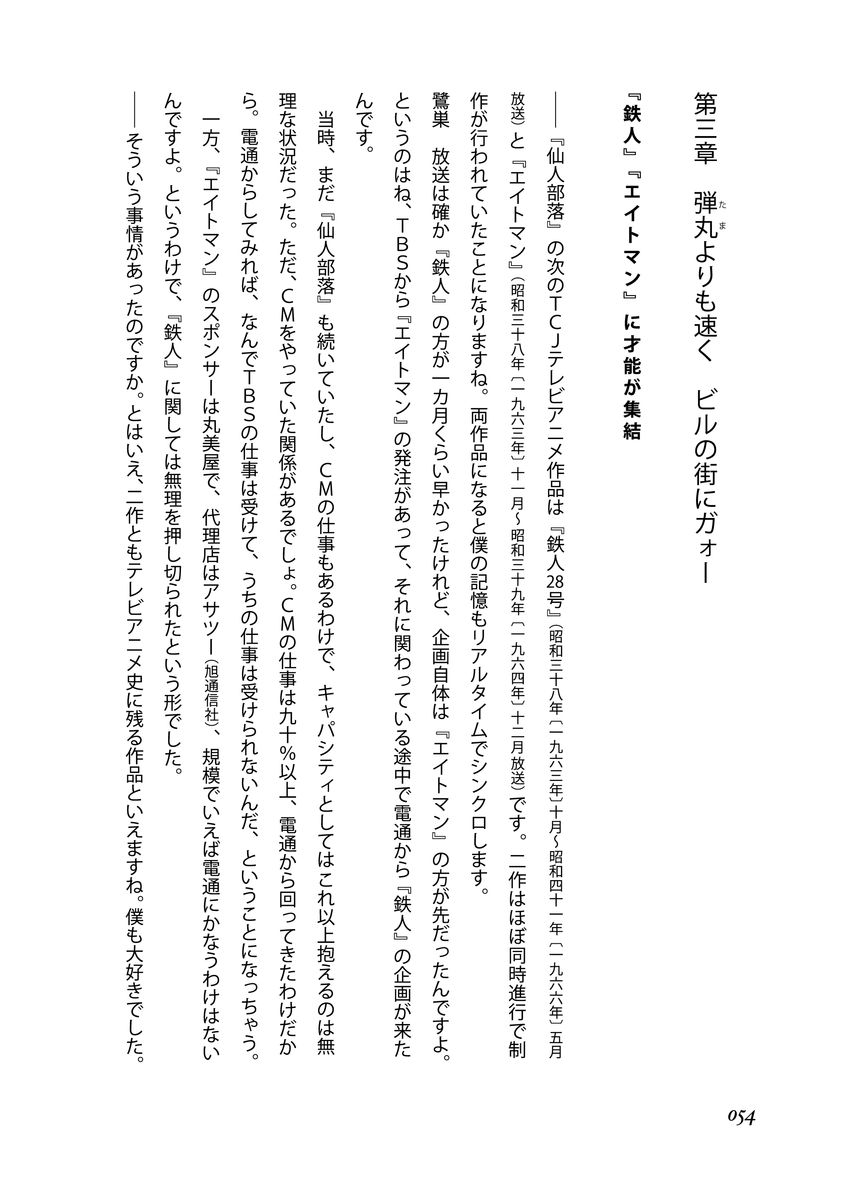 第三章　弾丸よりも速く　ビルの街にガォー
たま
『鉄人』『エイトマン』に才能が集結
――『仙人部落』の次のTCJテレビアニメ作品は『鉄人28号』（昭和三十八年〔一九六三年〕十月～昭和四十一年〔一九六六年〕五月
放送）と『エイトマン』（昭和三十八年〔一九六三年〕十一月～昭和三十九年〔一九六四年〕十二月放送）です。二作はほぼ同時進行で制
作が行われていたことになりますね。両作品になると僕の記憶もリアルタイムでシンクロします。
鷺巣　放送は確か『鉄人』の方が一カ月くらい早かったけれど、企画自体は『エイトマン』の方が先だったんですよ。
というのはね、TBSから『エイトマン』の発注があって、それに関わっている途中で電通から『鉄人』の企画が来た
んです。
　当時、まだ『仙人部落』も続いていたし、CMの仕事もあるわけで、キャパシティとしてはこれ以上抱えるのは無
理な状況だった。ただ、CMをやっていた関係があるでしょ。CMの仕事は九十％以上、電通から回ってきたわけだか
ら。電通からしてみれば、なんでTBSの仕事は受けて、うちの仕事は受けられないんだ、ということになっちゃう。
　一方、『エイトマン』のスポンサーは丸美屋で、代理店はアサツー（旭通信社）、規模でいえば電通にかなうわけはない
んですよ。というわけで、『鉄人』に関しては無理を押し切られたという形でした。
――そういう事情があったのですか。とはいえ、二作ともテレビアニメ史に残る作品といえますね。僕も大好きでした。
054